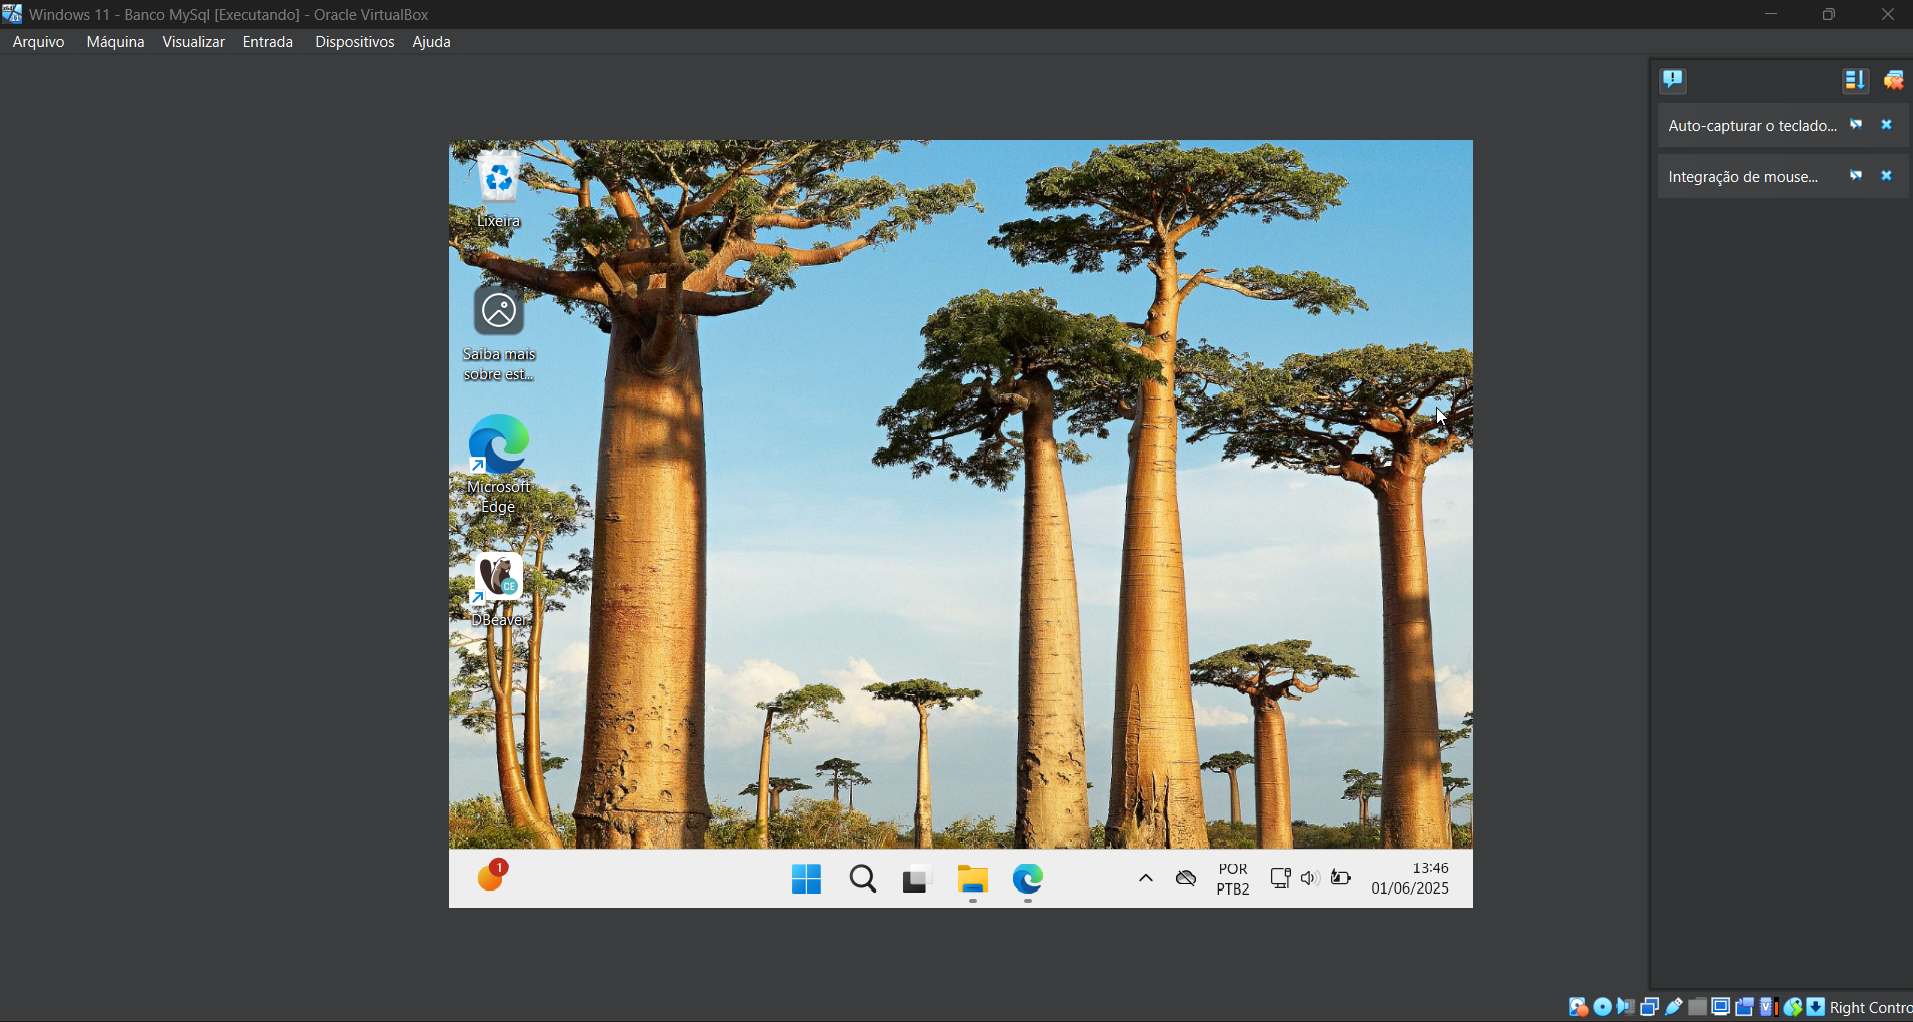 Windows 11 - Banco MySql [Executando] - Oracle VirtualBox
Arquivo Máquina Visualizar Entrada Dispositivos Ajuda
Auto-capturar o teclado...
Integração de mouse...
Lixeira
Saiba mais
sobre est...
Microsoft
Edge
CE
DBeaver
1
POR
PTB2
13:46
01/06/2025
Right Contro